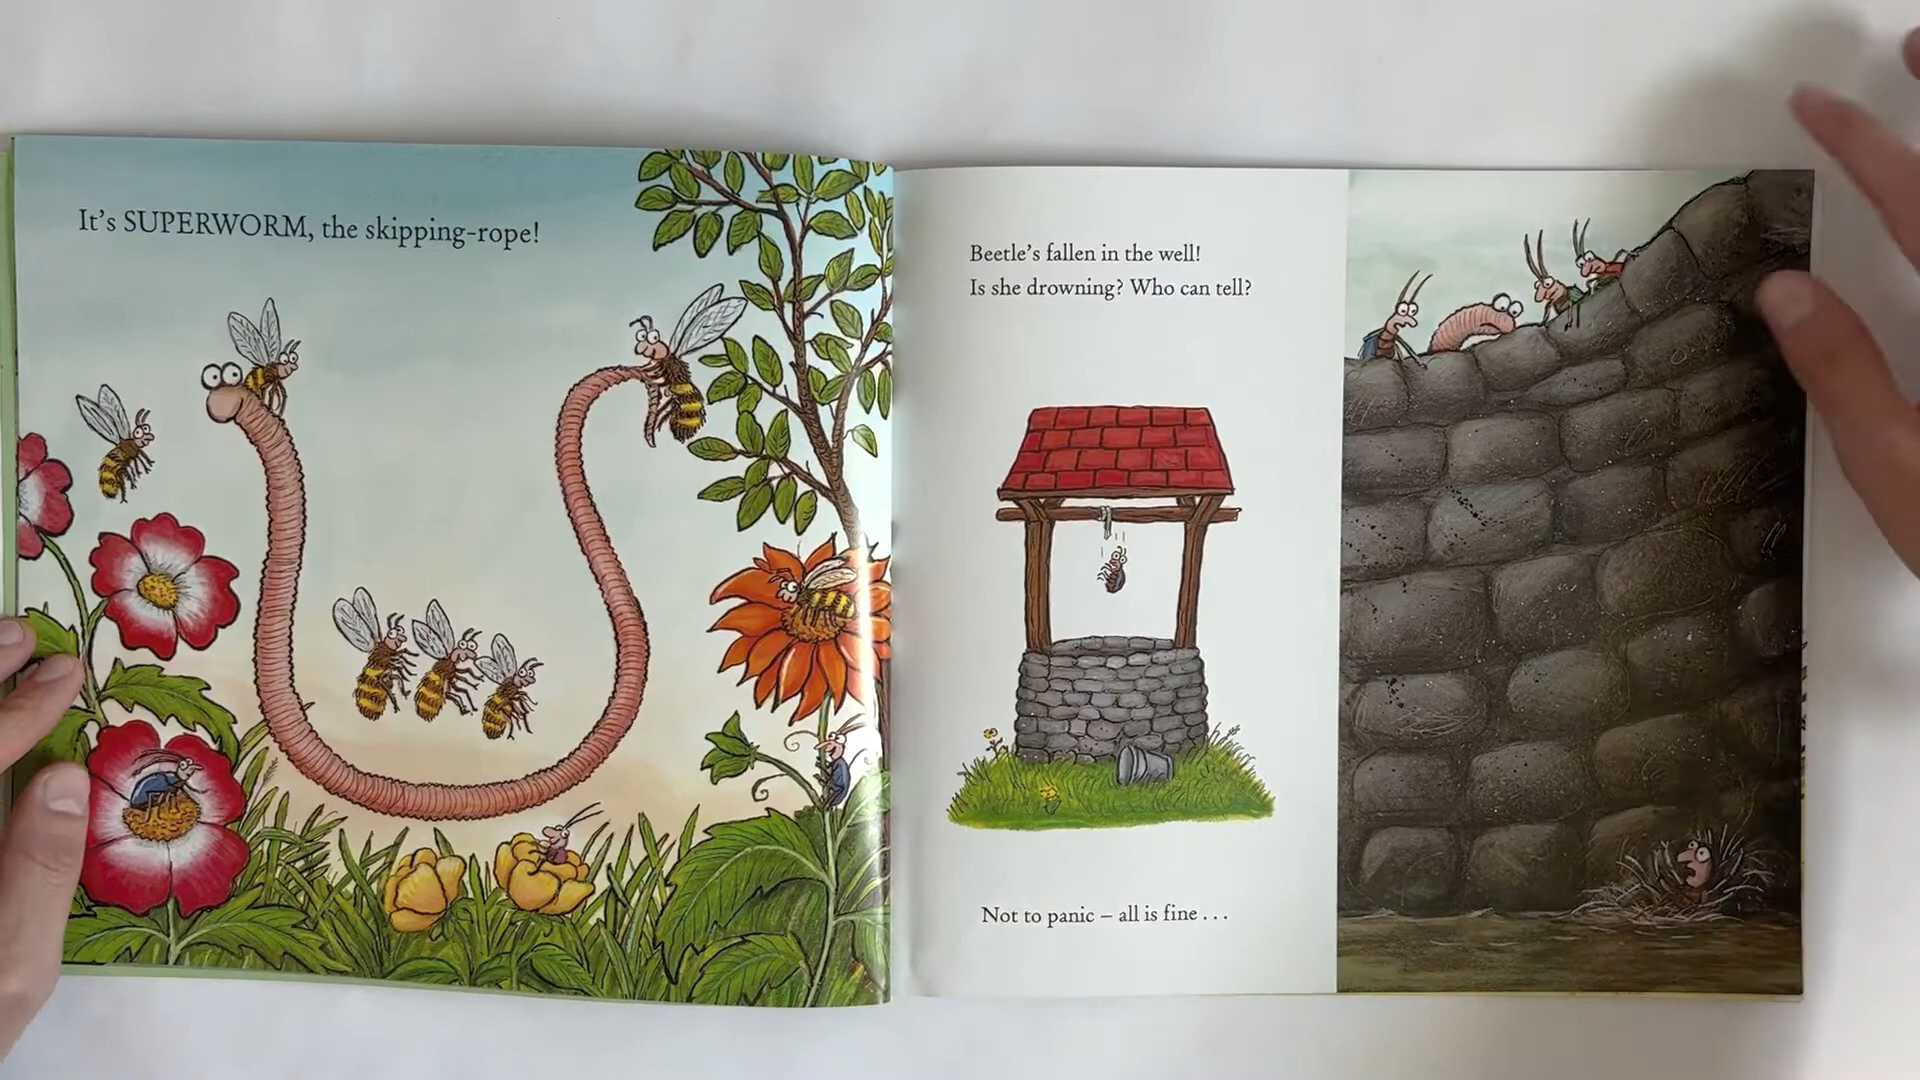 It's SUPERWORM, the skipping-rope!
Beetle's fallen in the well!
Is she drowning? Who can tell?
Not to panic – all is fine . . .